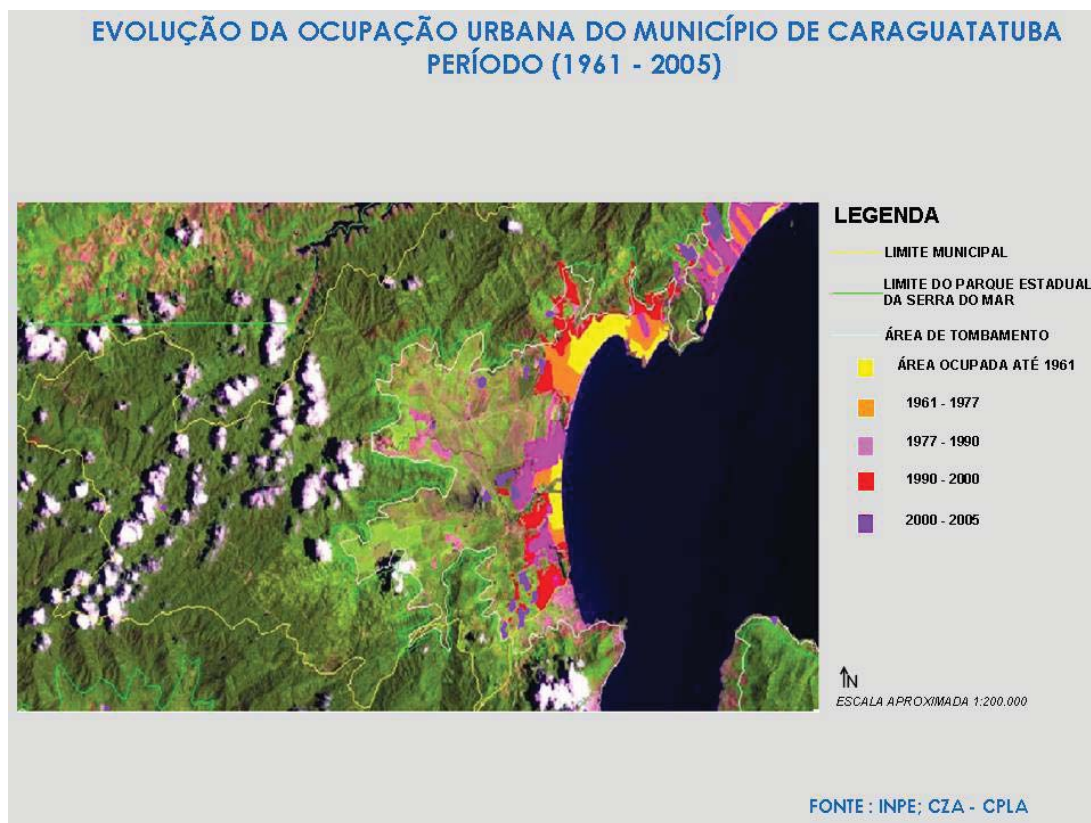 EVOLUÇÃO DA OCUPAÇÃO URBANA DO MUNICÍPIO DE CARAGUATATUBA
PERÍODO (1961 - 2005)
LEGENDA
LIMITE MUNICIPAL
LIMITE DO PARQUE ESTADUAL
DA SERRA DO MAR
ÁREA DE TOMBAMENTO
ÁREA OCUPADA ATÉ 1961
1961 - 1977
1977 - 1990
1990 - 2000
2000 - 2005
N
ESCALA APROXIMADA 1:200.000
FONTE : INPE; CZA - CPLA